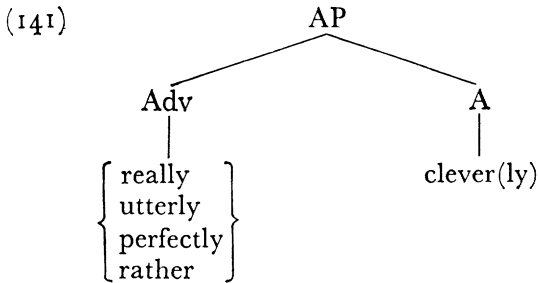 (141)
AP
Adv A
really
utterly
perfectly
rather
clever(ly)